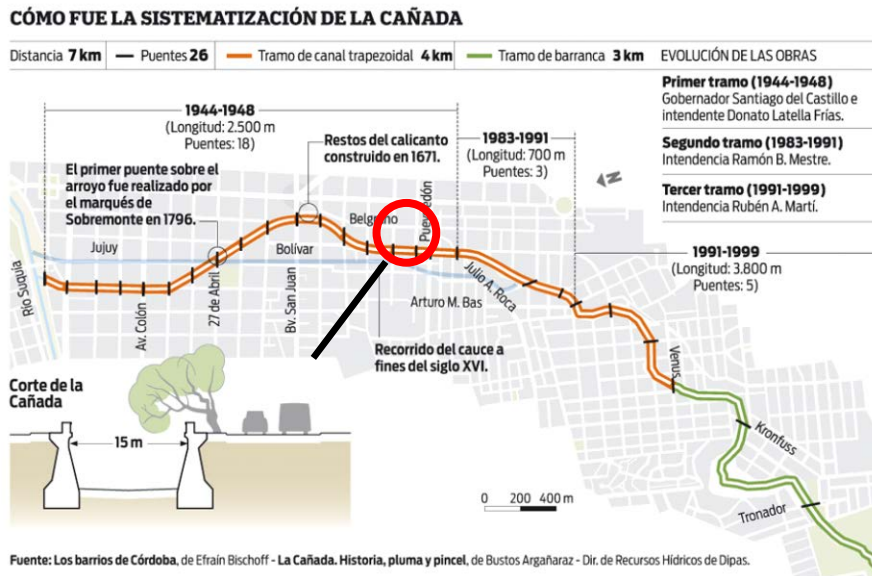 CÓMO FUE LA SISTEMATIZACIÓN DE LA CAÑADA
Distancia 7 km
Puentes 26
Tramo de canal trapezoidal 4 km
Tramo de barranca 3 km
EVOLUCIÓN DE LAS OBRAS
Primer tramo (1944-1948)
Gobernador Santiago del Castillo e
intendente Donato Latella Frías.
Segundo tramo (1983-1991)
Intendencia Ramón B. Mestre.
Tercer tramo (1991-1999)
Intendencia Rubén A. Martí.
1944-1948
(Longitud: 2.500 m
Puentes: 18)
Restos del calicanto
construido en 1671.
1983-1991
(Longitud: 700 m
Puentes: 3)
El primer puente sobre el
arroyo fue realizado por
el marqués de
Sobremonte en 1796.
N
1991-1999
(Longitud: 3.800 m
Puentes: 5)
Río Suquía
Jujuy
Av. Colón
27 de Abril
Bolívar
Bv. San Juan
Arturo M. Bas
Julio A. Roca
Recorrido del cauce a
fines del siglo XVI.
Venus
Kronfuss
Tronador
Corte de la
Cañada
15 m
0 200 400 m
Fuente: Los barrios de Córdoba, de Efraín Bischoff - La Cañada. Historia, pluma y pincel, de Bustos Argañaraz - Dir. de Recursos Hídricos de Dipas.